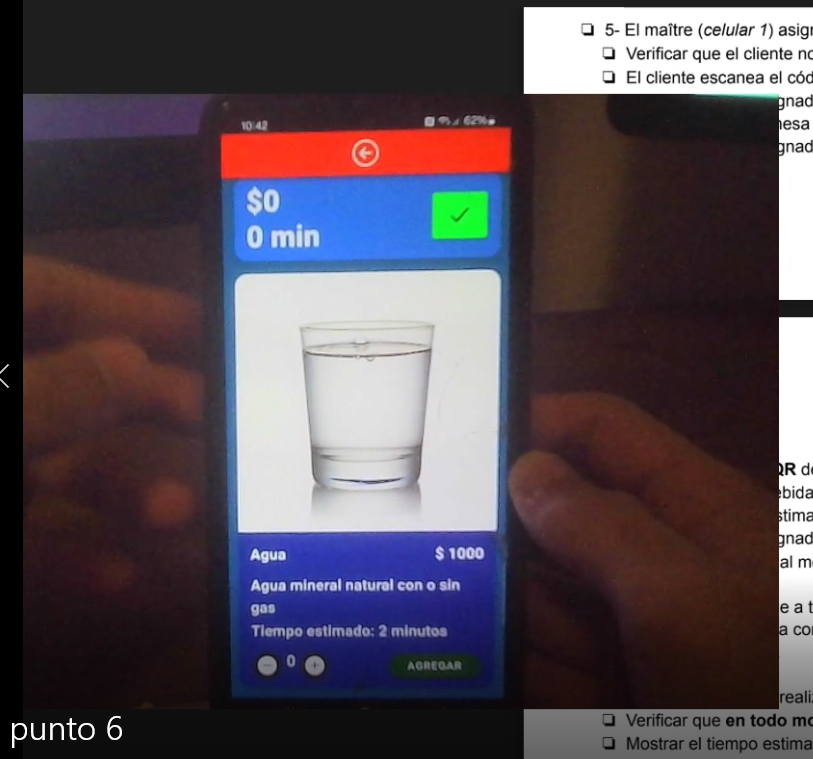 5- El maître (celular 1) asign
Verificar que el cliente no
El cliente escanea el cód
gnad
esa
gnad
10:42
62%
$0
0 min
Agua
$ 1000
Agua mineral natural con o sin
gas
Tiempo estimado: 2 minutos
0
AGREGAR
QR de
ebida
stima
gnad
al m
e a t
a co
realiz
Verificar que en todo mo
Mostrar el tiempo estima
punto 6